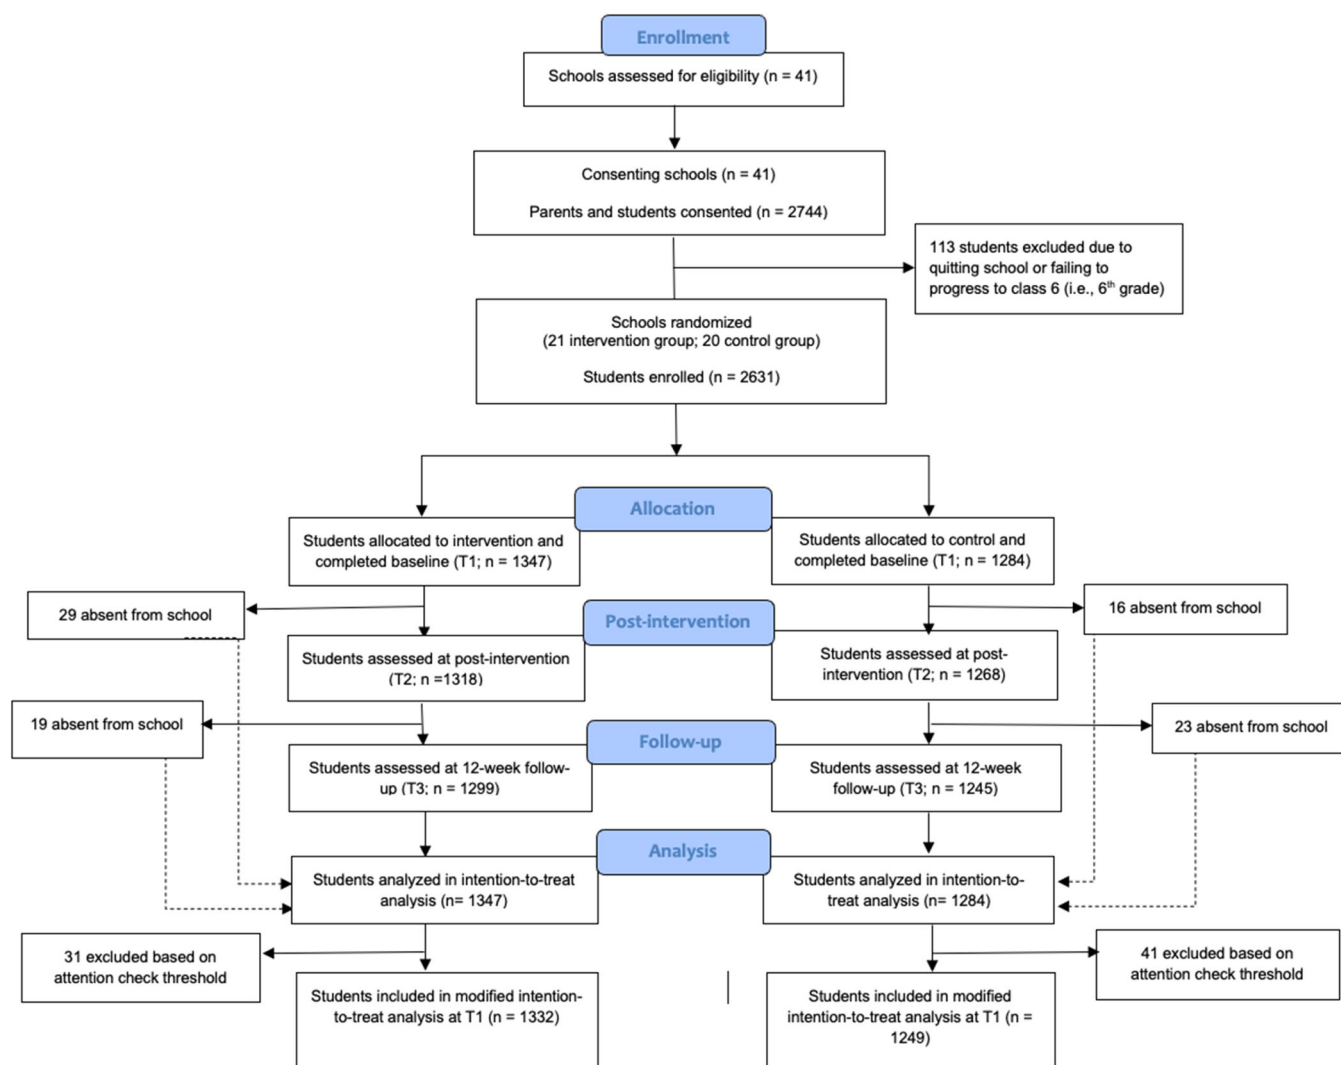 Enrollment
Schools assessed for eligibility (n = 41)
Consenting schools (n = 41)
Parents and students consented (n = 2744)
113 students excluded due to
quitting school or failing to
progress to class 6 (i.e., 6th grade)
Schools randomized
(21 intervention group; 20 control group)
Students enrolled (n = 2631)
Allocation
Students allocated to intervention and
completed baseline (T1; n = 1347)
Students allocated to control and
completed baseline (T1; n = 1284)
29 absent from school
16 absent from school
Post-intervention
Students assessed at post-intervention
(T2; n =1318)
Students assessed at post-
intervention (T2; n = 1268)
19 absent from school
23 absent from school
Follow-up
Students assessed at 12-week follow-
up (T3; n = 1299)
Students assessed at 12-week
follow-up (T3; n = 1245)
Analysis
Students analyzed in intention-to-treat
analysis (n= 1347)
Students analyzed in intention-to-
treat analysis (n= 1284)
31 excluded based on
attention check threshold
41 excluded based on
attention check threshold
Students included in modified intention-
to-treat analysis at T1 (n = 1332)
Students included in modified
intention-to-treat analysis at T1 (n =
1249)